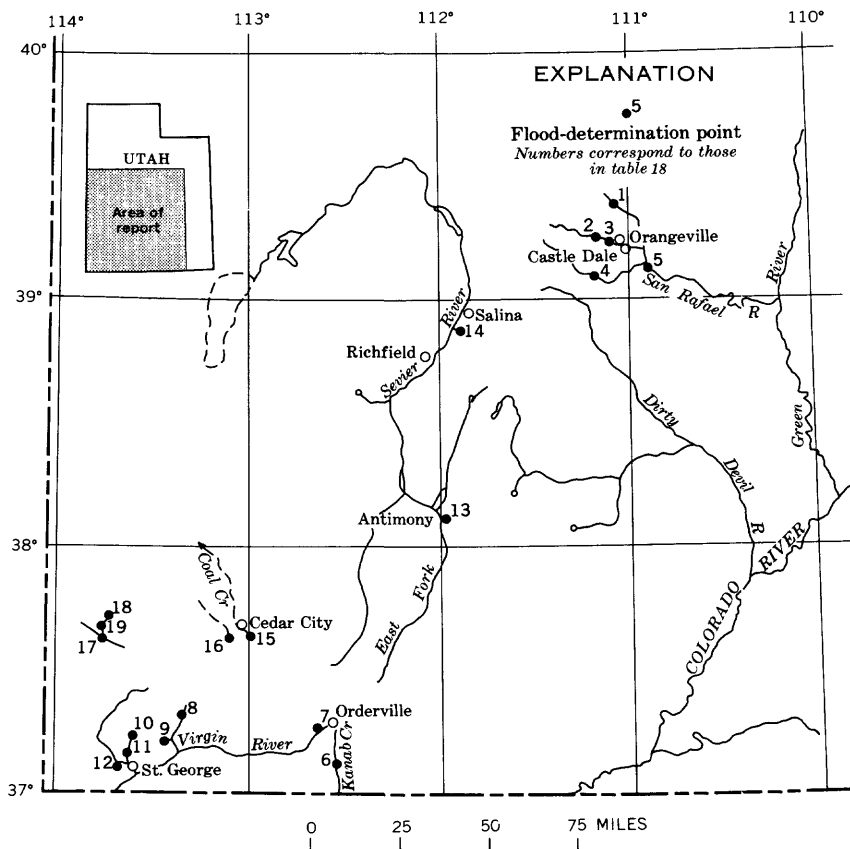 114° 113° 112° 111° 110°
40°
EXPLANATION
5
Flood-determination point
Numbers correspond to those
in table 18
UTAH
Area of
report
1
2 3 Orangeville
Castle Dale
4 5
San Rafael R
River
Green
39°
River
Salina
14
Richfield
Sevier
Dirty
Devil
R
13
Antimony
38°
RIVER
COLORADO
Coal Cr
East Fork
18
19
17
Cedar City
16 15
8
10
9
11
12
Virgin River
St. George
7 Orderville
6
Kanab Cr
37°
0 25 50 75 MILES